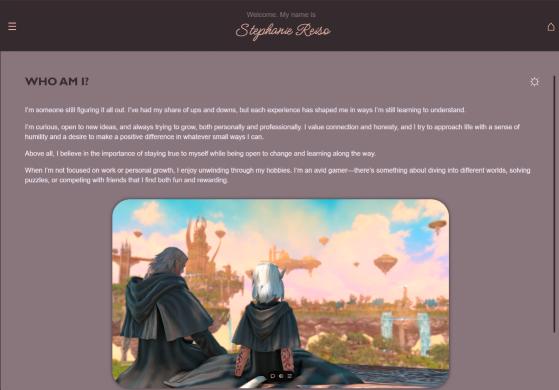 Welcome. My name is
Stephanie Reiso
WHO AM I?
I'm someone still figuring it all out. I've had my share of ups and downs, but each experience has shaped me in ways I'm still learning to understand.
I'm curious, open to new ideas, and always trying to grow, both personally and professionally. I value connection and honesty, and I try to approach life with a sense of
humility and a desire to make a positive difference in whatever small ways I can.
Above all, I believe in the importance of staying true to myself while being open to change and learning along the way.
When I'm not focused on work or personal growth, I enjoy unwinding through my hobbies. I'm an avid gamer—there's something about diving into different worlds, solving
puzzles, or competing with friends that I find both fun and rewarding.